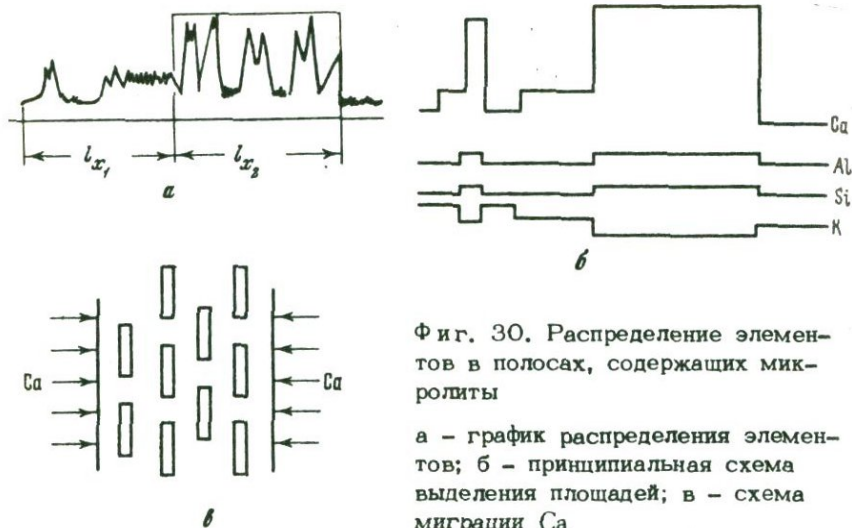 l x₁
l x₂
а
Ca
Al
Si
K
б
Ca
Ca
в
Фиг. 30. Распределение элемен-
тов в полосах, содержащих мик-
ролиты
а – график распределения элемен-
тов; б – принципиальная схема
выделения площадей; в – схема
миграции Ca